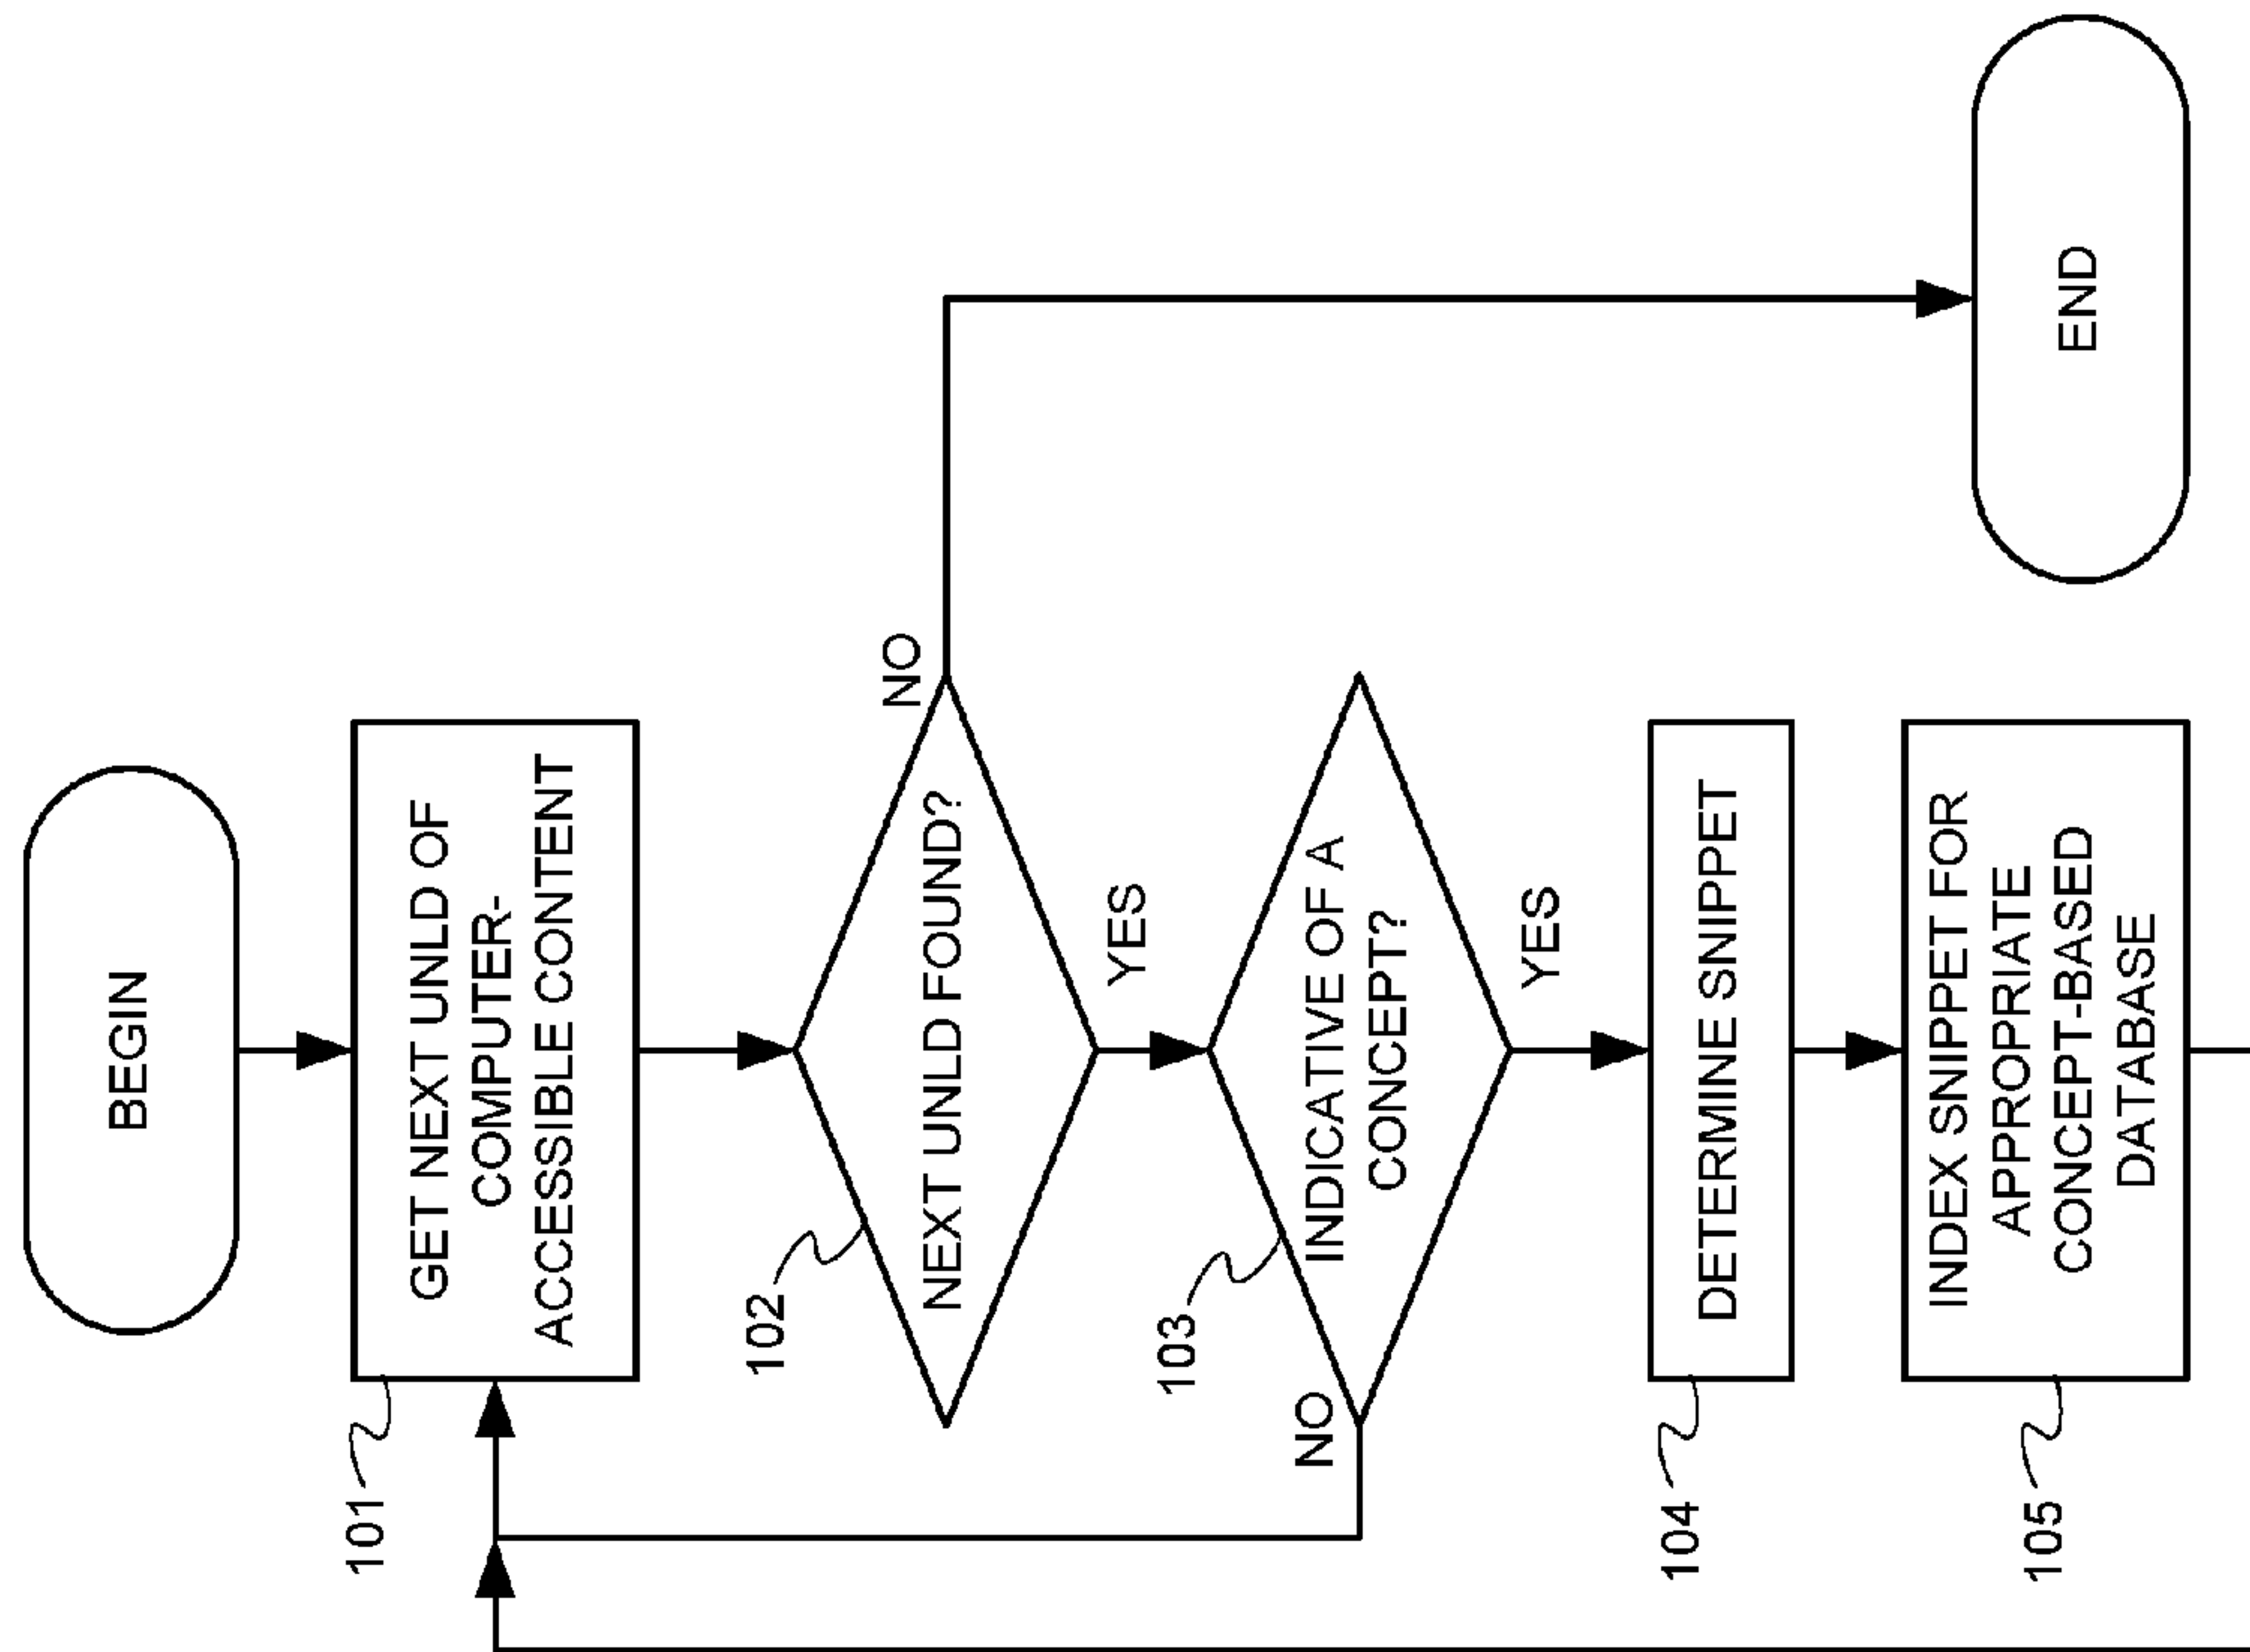 BEGIN
101
GET NEXT UNLD OF
COMPUTER-
ACCESSIBLE CONTENT
102
NEXT UNLD FOUND?
NO
YES
103
INDICATIVE OF A
CONCEPT?
NO
YES
104
DETERMINE SNIPPET
105
INDEX SNIPPET FOR
APPROPRIATE
CONCEPT-BASED
DATABASE
END